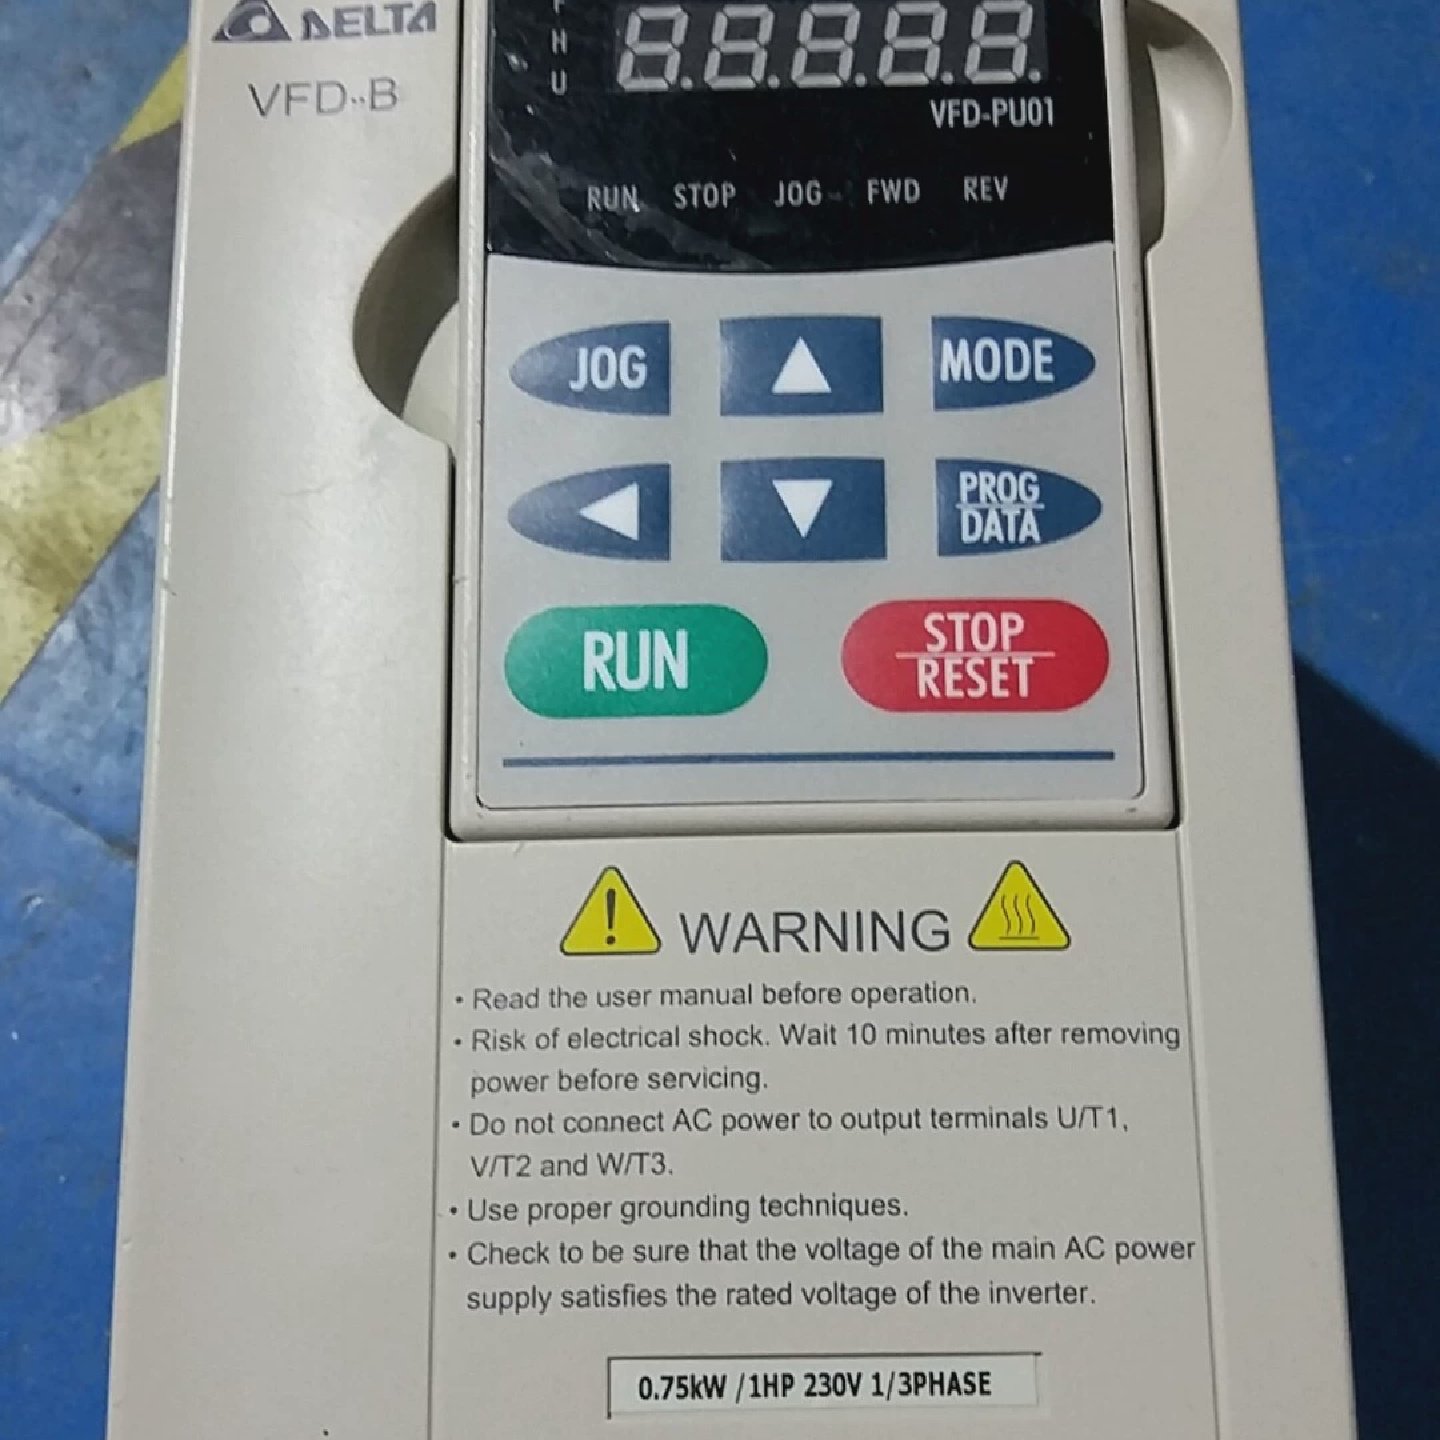 DELTA
VFD-B
H
U
88888
VFD-PU01
RUN STOP JOG FWD REV
JOG
MODE
PROG
DATA
RUN
STOP
RESET
WARNING
• Read the user manual before operation.
• Risk of electrical shock. Wait 10 minutes after removing
power before servicing.
• Do not connect AC power to output terminals U/T1,
V/T2 and W/T3.
• Use proper grounding techniques.
• Check to be sure that the voltage of the main AC power
supply satisfies the rated voltage of the inverter.
0.75kW /1HP 230V 1/3PHASE